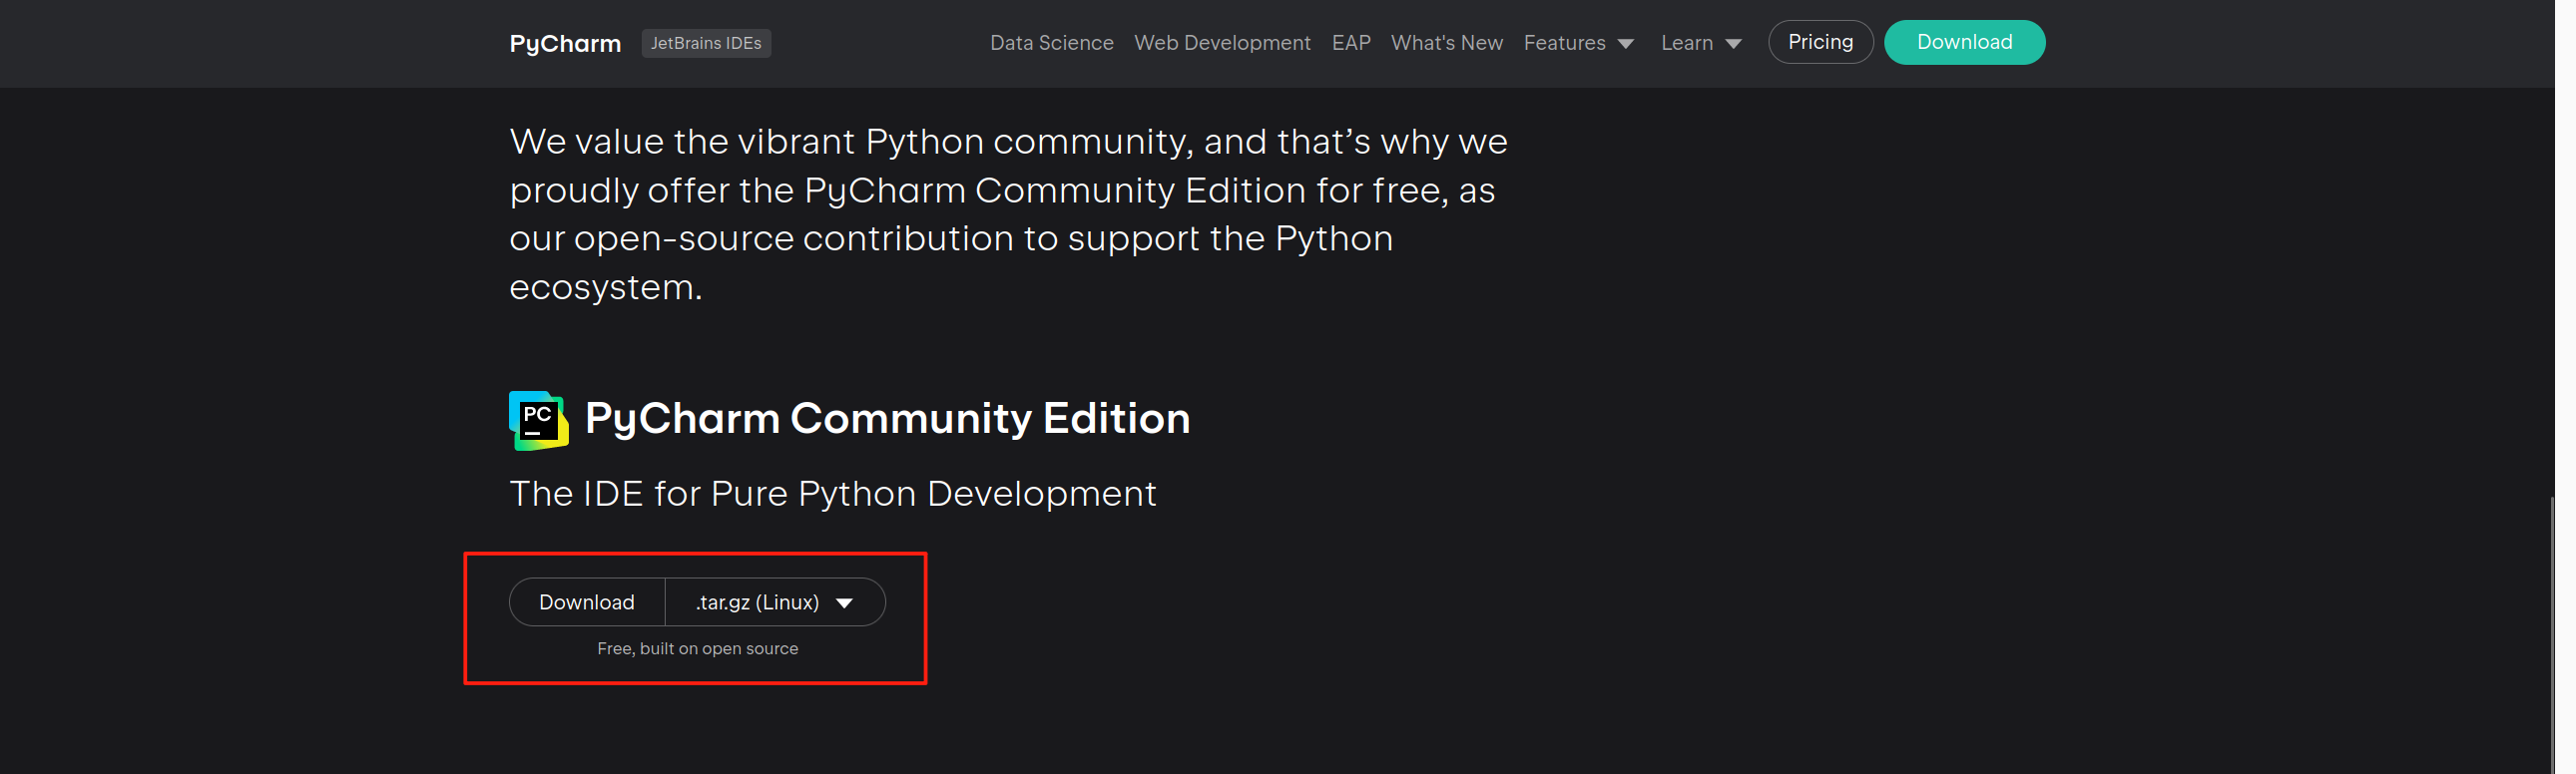 PyCharm JetBrains IDEs Data Science Web Development EAP What's New Features Learn Pricing Download
We value the vibrant Python community, and that’s why we
proudly offer the PyCharm Community Edition for free, as
our open-source contribution to support the Python
ecosystem.
PC PyCharm Community Edition
The IDE for Pure Python Development
Download .tar.gz (Linux)
Free, built on open source